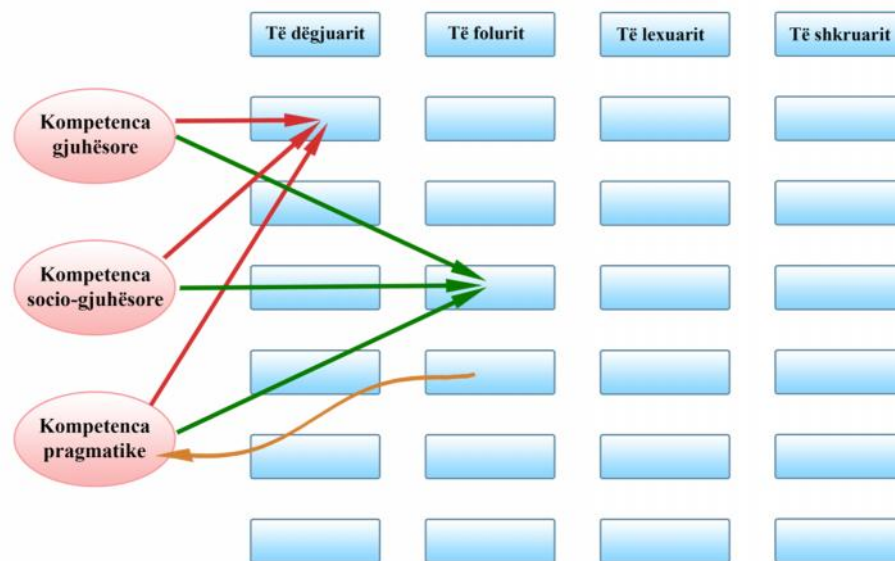 Të dëgjuarit
Të folurit
Të lexuarit
Të shkruarit
Kompetenca
gjuhësore
Kompetenca
socio-gjuhësore
Kompetenca
pragmatike